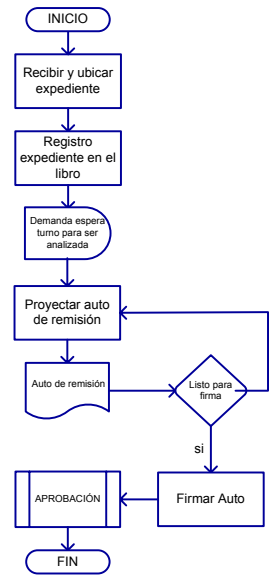 INICIO
Recibir y ubicar
expediente
Registro
expediente en el
libro
Demanda espera
turno para ser
analizada
Proyectar auto
de remisión
Auto de remisión
Listo para
firma
si
Firmar Auto
APROBACIÓN
FIN